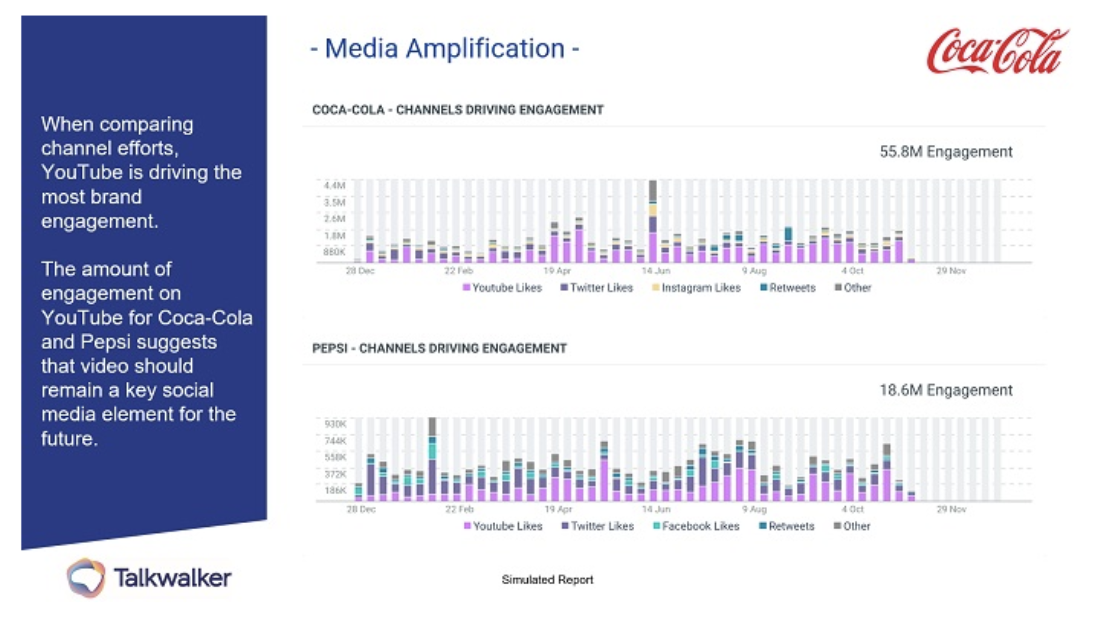 - Media Amplification -
Coca-Cola
When comparing
channel efforts,
YouTube is driving the
most brand
engagement.
The amount of
engagement on
YouTube for Coca-Cola
and Pepsi suggests
that video should
remain a key social
media element for the
future.
COCA-COLA - CHANNELS DRIVING ENGAGEMENT
55.8M Engagement
4.4M
3.5M
2.6M
1.8M
880K
28 Dec 22 Feb 19 Apr 14 Jun 9 Aug 4 Oct 29 Nov
Youtube Likes Twitter Likes Instagram Likes Retweets Other
PEPSI - CHANNELS DRIVING ENGAGEMENT
18.6M Engagement
930K
744K
558K
372K
186K
28 Dec 22 Feb 19 Apr 14 Jun 9 Aug 4 Oct 29 Nov
Youtube Likes Twitter Likes Facebook Likes Retweets Other
Talkwalker
Simulated Report